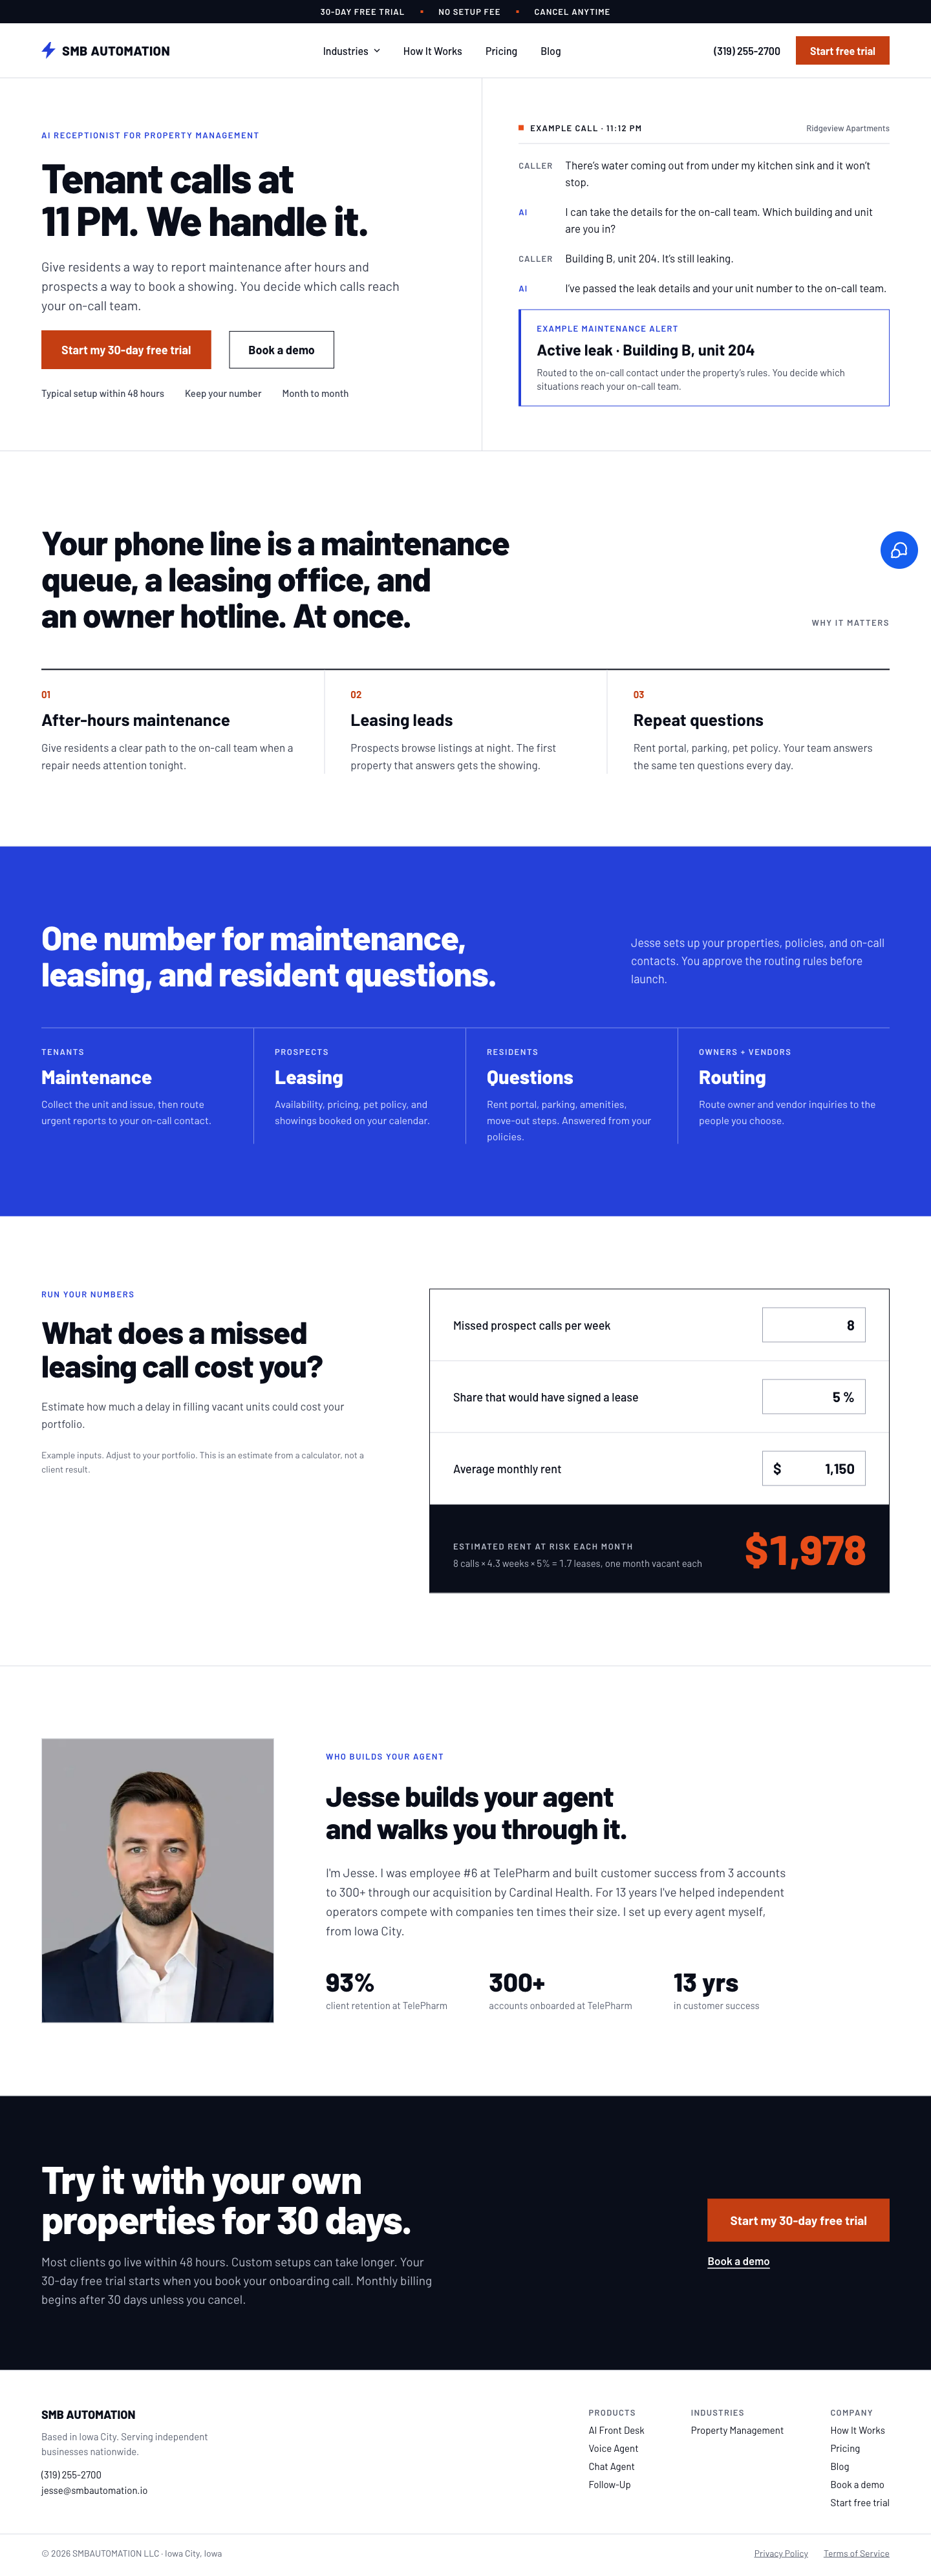 30-DAY FREE TRIAL NO SETUP FEE CANCEL ANYTIME
SMB AUTOMATION
Industries How It Works Pricing Blog
(319) 255-2700
Start free trial
AI RECEPTIONIST FOR PROPERTY MANAGEMENT
Tenant calls at
11 PM. We handle it.
Give residents a way to report maintenance after hours and
prospects a way to book a showing. You decide which calls reach
your on-call team.
Start my 30-day free trial
Book a demo
Typical setup within 48 hours Keep your number Month to month
EXAMPLE CALL · 11:12 PM
Ridgeview Apartments
CALLER There's water coming out from under my kitchen sink and it won't
stop.
AI I can take the details for the on-call team. Which building and unit
are you in?
CALLER Building B, unit 204. It's still leaking.
AI I've passed the leak details and your unit number to the on-call team.
EXAMPLE MAINTENANCE ALERT
Active leak · Building B, unit 204
Routed to the on-call contact under the property's rules. You decide which
situations reach your on-call team.
Your phone line is a maintenance
queue, a leasing office, and
an owner hotline. At once.
WHY IT MATTERS
01
After-hours maintenance
Give residents a clear path to the on-call team when a
repair needs attention tonight.
02
Leasing leads
Prospects browse listings at night. The first
property that answers gets the showing.
03
Repeat questions
Rent portal, parking, pet policy. Your team answers
the same ten questions every day.
One number for maintenance,
leasing, and resident questions.
Jesse sets up your properties, policies, and on-call
contacts. You approve the routing rules before
launch.
TENANTS
Maintenance
Collect the unit and issue, then route
urgent reports to your on-call contact.
PROSPECTS
Leasing
Availability, pricing, pet policy, and
showings booked on your calendar.
RESIDENTS
Questions
Rent portal, parking, amenities,
move-out steps. Answered from your
policies.
OWNERS + VENDORS
Routing
Route owner and vendor inquiries to the
people you choose.
RUN YOUR NUMBERS
What does a missed
leasing call cost you?
Estimate how much a delay in filling vacant units could cost your
portfolio.
Example inputs. Adjust to your portfolio. This is an estimate from a calculator, not a
client result.
Missed prospect calls per week 8
Share that would have signed a lease 5 %
Average monthly rent $ 1,150
ESTIMATED RENT AT RISK EACH MONTH
8 calls × 4.3 weeks × 5% = 1.7 leases, one month vacant each
$1,978
WHO BUILDS YOUR AGENT
Jesse builds your agent
and walks you through it.
I'm Jesse. I was employee #6 at TelePharm and built customer success from 3 accounts
to 300+ through our acquisition by Cardinal Health. For 13 years I've helped independent
operators compete with companies ten times their size. I set up every agent myself,
from Iowa City.
93%
client retention at TelePharm
300+
accounts onboarded at TelePharm
13 yrs
in customer success
Try it with your own
properties for 30 days.
Most clients go live within 48 hours. Custom setups can take longer. Your
30-day free trial starts when you book your onboarding call. Monthly billing
begins after 30 days unless you cancel.
Start my 30-day free trial
Book a demo
SMB AUTOMATION
Based in Iowa City. Serving independent
businesses nationwide.
(319) 255-2700
jesse@smbautomation.io
PRODUCTS
AI Front Desk
Voice Agent
Chat Agent
Follow-Up
INDUSTRIES
Property Management
COMPANY
How It Works
Pricing
Blog
Book a demo
Start free trial
© 2026 SMBAUTOMATION LLC · Iowa City, Iowa
Privacy Policy Terms of Service